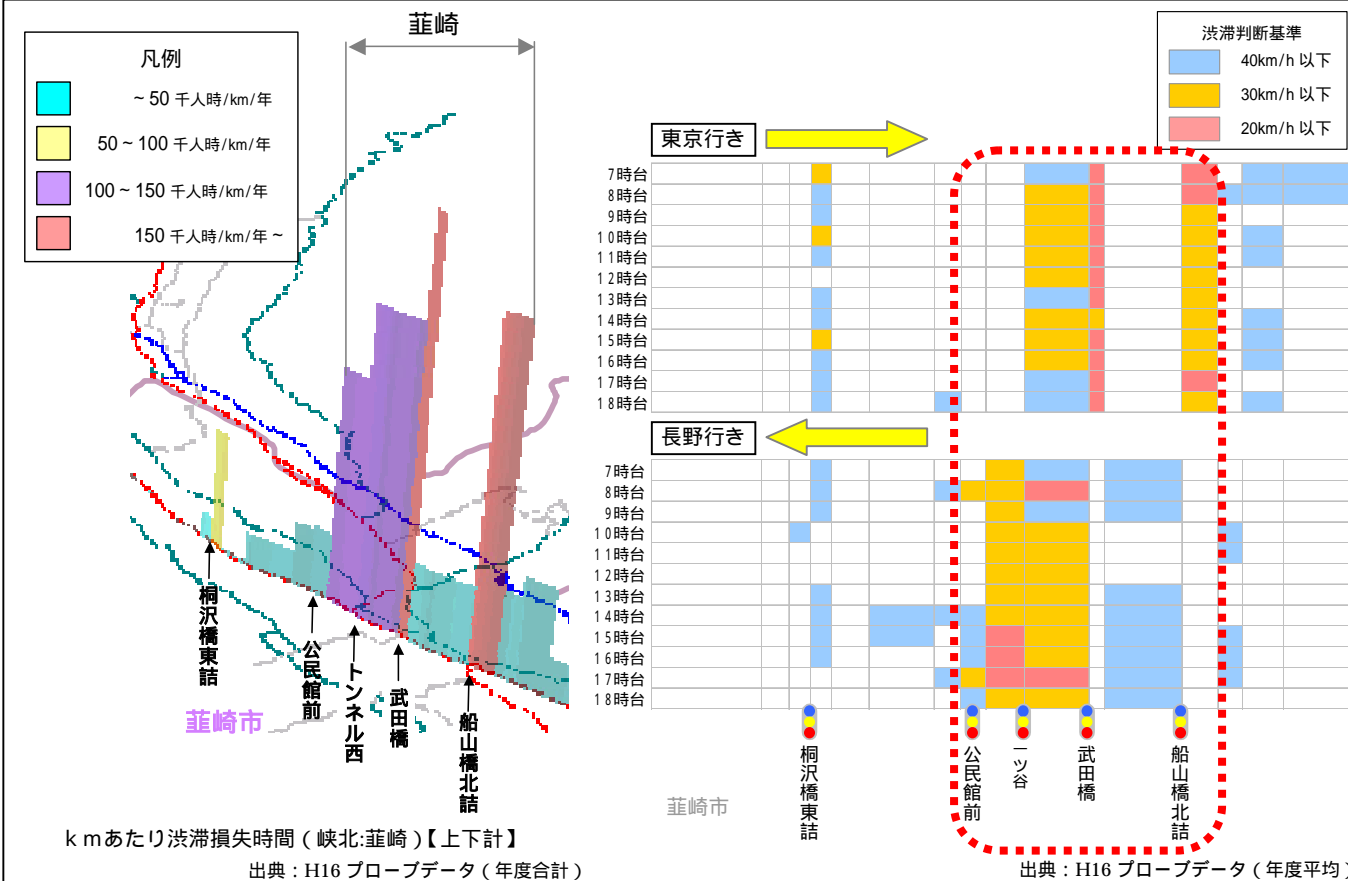 韮崎
凡例
~ 50 千人時/km/年
50 ~ 100 千人時/km/年
100 ~ 150 千人時/km/年
150 千人時/km/年 ~
桐沢橋東詰
公民館前
トンネル西
武田橋
船山橋北詰
韮崎市
kmあたり渋滞損失時間(峡北:韮崎)【上下計】
出典:H16 プローブデータ(年度合計)
渋滞判断基準
40km/h 以下
30km/h 以下
20km/h 以下
東京行き
7時台
8時台
9時台
10時台
11時台
12時台
13時台
14時台
15時台
16時台
17時台
18時台
長野行き
7時台
8時台
9時台
10時台
11時台
12時台
13時台
14時台
15時台
16時台
17時台
18時台
桐沢橋東詰
公民館前
一ツ谷
武田橋
船山橋北詰
韮崎市
出典:H16 プローブデータ(年度平均)